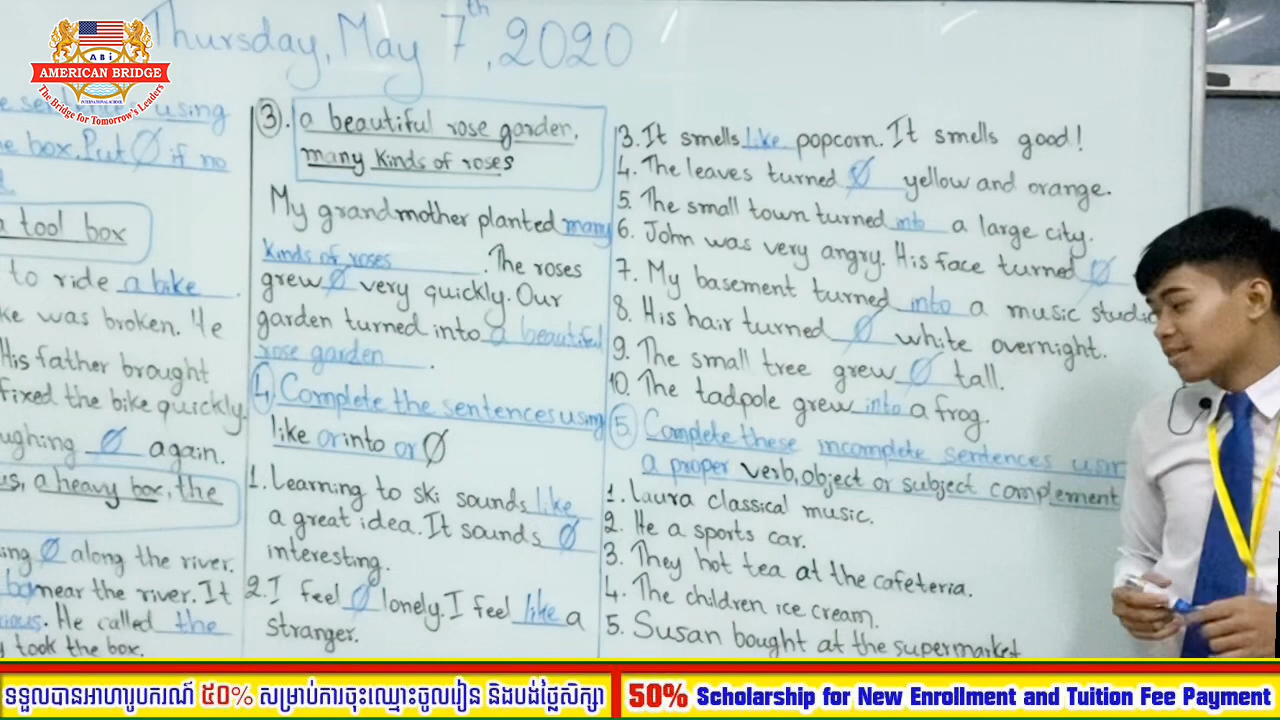 ABi
AMERICAN BRIDGE
INTERNATIONAL SCHOOL
The Bridge for Tomorrow's Leaders
Thursday, May 7th, 2020
sentence using
he box. Put Ø if no
a tool box
to ride a bike.
ke was broken. He
His father brought
fixed the bike quickly.
ughing Ø again.
us, a heavy box, the
ing Ø along the river.
box near the river. It
ious. He called the
y took the box.
3. a beautiful rose garden,
many kinds of roses
My grandmother planted many
kinds of roses. The roses
grew Ø very quickly. Our
garden turned into a beautiful
rose garden.
4. Complete the sentences using
like or into or Ø
1. Learning to ski sounds like
a great idea. It sounds Ø
interesting.
2. I feel Ø lonely. I feel like a
stranger.
3. It smells like popcorn. It smells good!
4. The leaves turned Ø yellow and orange.
5. The small town turned into a large city.
6. John was very angry. His face turned Ø
7. My basement turned into a music studio
8. His hair turned Ø white overnight.
9. The small tree grew Ø tall.
10. The tadpole grew into a frog.
5. Complete these incomplete sentences usin
a proper verb, object or subject complement
1. Laura classical music.
2. He a sports car.
3. They hot tea at the cafeteria.
4. The children ice cream.
5. Susan bought at the supermarket
ទទួលបានអាហារូបករណ៍ ៥០% សម្រាប់ការចុះឈ្មោះចូលរៀន និងបង់ថ្លៃសិក្សា
50% Scholarship for New Enrollment and Tuition Fee Payment